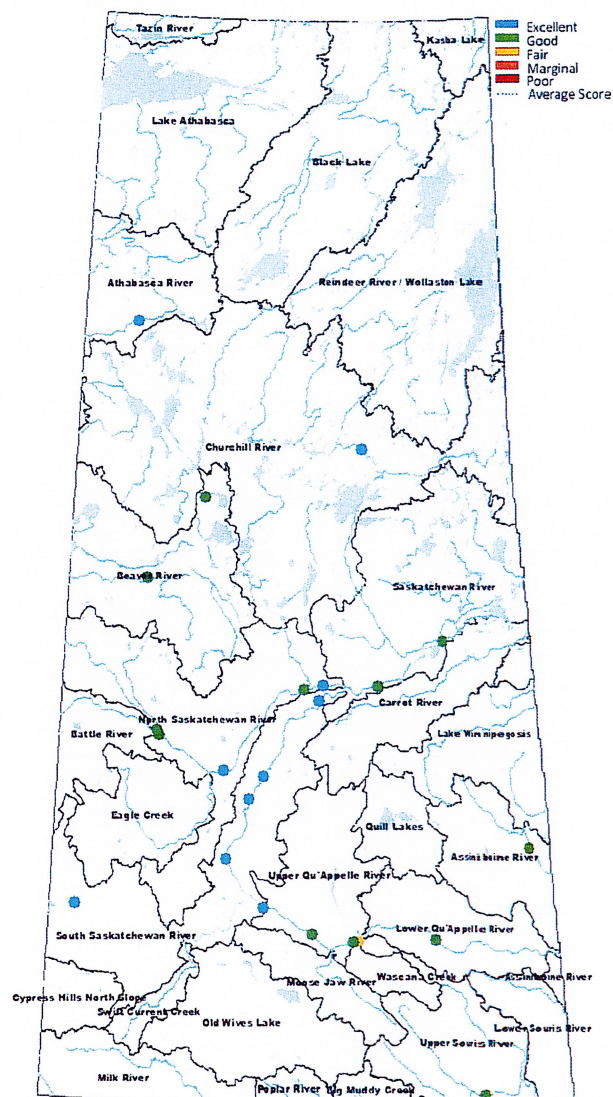 Tazin River
Kasba Lake
Excellent
Good
Fair
Marginal
Poor
Average Score
Lake Athabasca
Black Lake
Athabasca River
Reindeer River / Wollaston Lake
Churchill River
Beaver River
Saskatchewan River
Carrot River
North Saskatchewan River
Battle River
Lake Winnipegosis
Eagle Creek
Quill Lakes
Assiniboine River
Upper Qu'Appelle River
Lower Qu'Appelle River
South Saskatchewan River
Moose Jaw River
Wascana Creek
Assiniboine River
Cypress Hills North Slope
Swift Current Creek
Old Wives Lake
Lower Souris River
Upper Souris River
Milk River
Poplar River
Big Muddy Creek